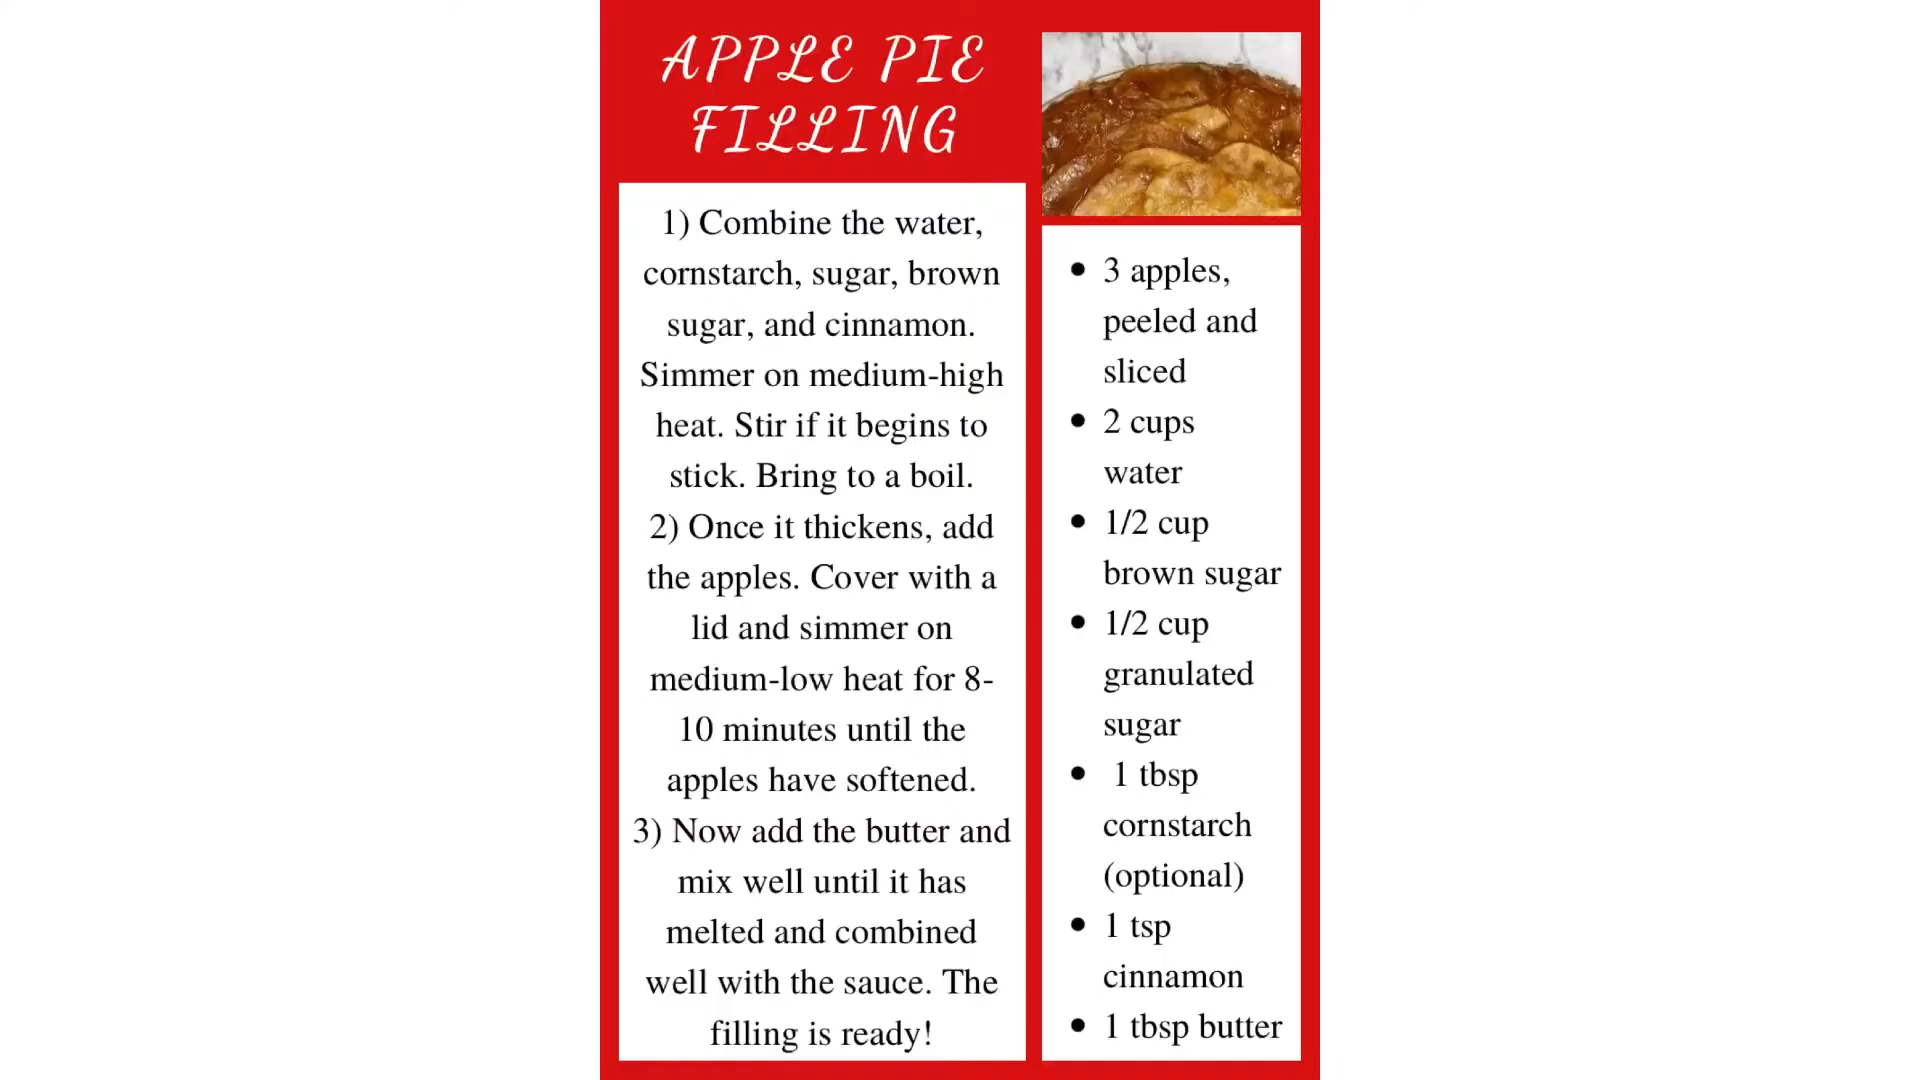 APPLE PIE
FILLING
1) Combine the water,
cornstarch, sugar, brown
sugar, and cinnamon.
Simmer on medium-high
heat. Stir if it begins to
stick. Bring to a boil.
2) Once it thickens, add
the apples. Cover with a
lid and simmer on
medium-low heat for 8-
10 minutes until the
apples have softened.
3) Now add the butter and
mix well until it has
melted and combined
well with the sauce. The
filling is ready!
• 3 apples,
peeled and
sliced
• 2 cups
water
• 1/2 cup
brown sugar
• 1/2 cup
granulated
sugar
• 1 tbsp
cornstarch
(optional)
• 1 tsp
cinnamon
• 1 tbsp butter